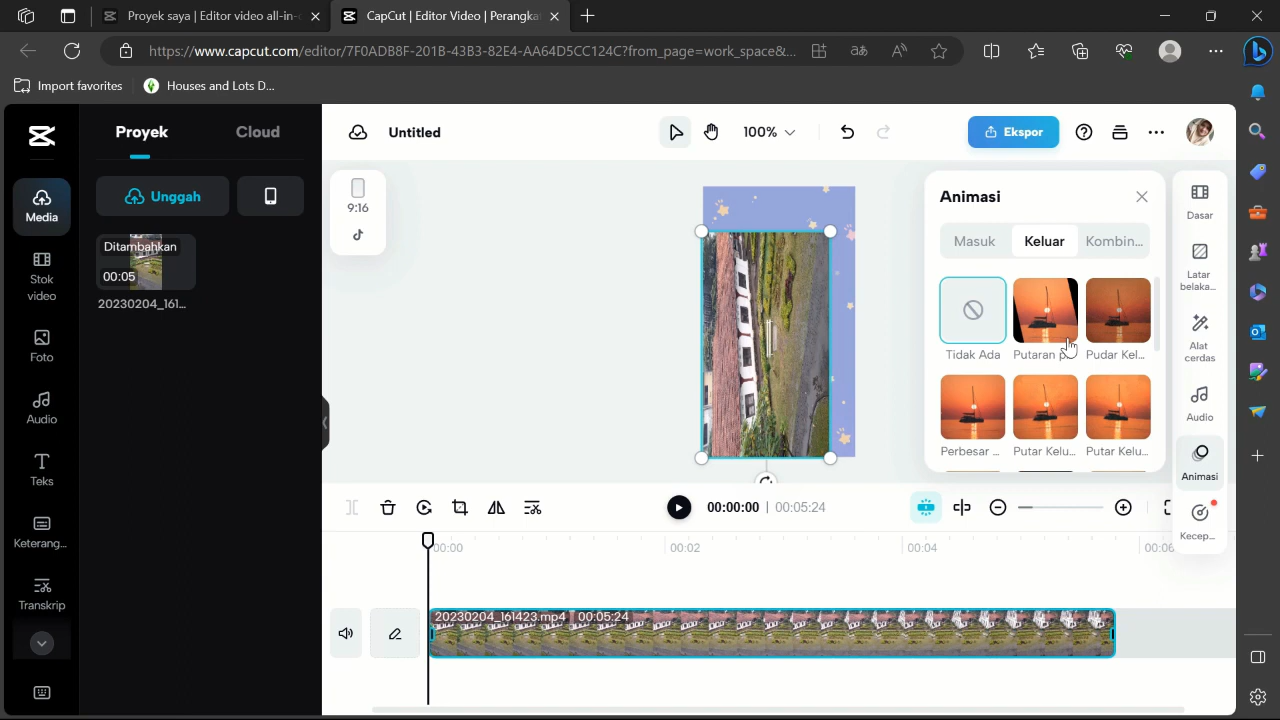 Proyek saya | Editor video all-in-
CapCut | Editor Video | Perangkat
https://www.capcut.com/editor/7F0ADB8F-201B-43B3-82E4-AA64D5CC124C?from_page=work_space&...
Import favorites
Houses and Lots D...
Proyek
Cloud
Unggah
Ditambahkan
00:05
20230204_161...
Media
Stok
video
Foto
Audio
Teks
Keterang...
Transkrip
Untitled
100%
Ekspor
9:16
Animasi
Masuk
Keluar
Kombin...
Tidak Ada
Putaran p...
Pudar Kel...
Perbesar ...
Putar Kelu...
Putar Kelu...
Dasar
Latar
belaka...
Alat
cerdas
Audio
Animasi
Kecep...
00:00:00 | 00:05:24
00:00
00:02
00:04
00:06
20230204_161423.mp4 00:05:24